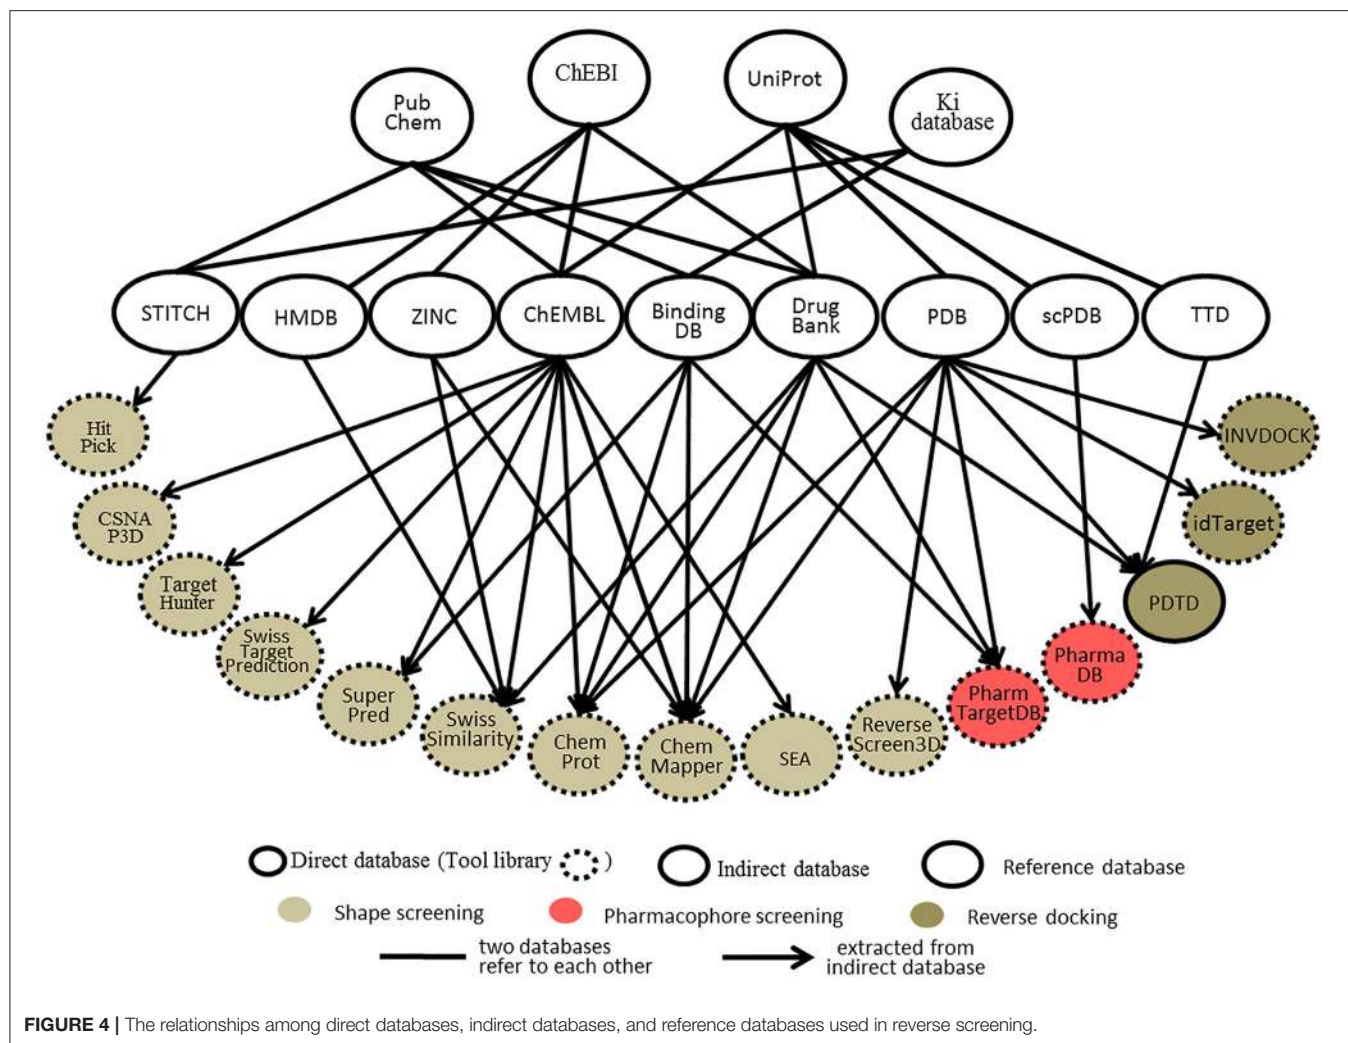 Pub
Chem
ChEBI
UniProt
Ki
database
STITCH
HMDB
ZINC
ChEMBL
Binding
DB
Drug
Bank
PDB
scPDB
TTD
Hit
Pick
CSNA
P3D
Target
Hunter
Swiss
Target
Prediction
Super
Pred
Swiss
Similarity
Chem
Prot
Chem
Mapper
SEA
Reverse
Screen3D
Pharm
TargetDB
Pharma
DB
PDTD
idTarget
INVDOCK
Direct database (Tool library )
Indirect database
Reference database
Shape screening
Pharmacophore screening
Reverse docking
two databases
refer to each other
extracted from
indirect database
FIGURE 4 | The relationships among direct databases, indirect databases, and reference databases used in reverse screening.